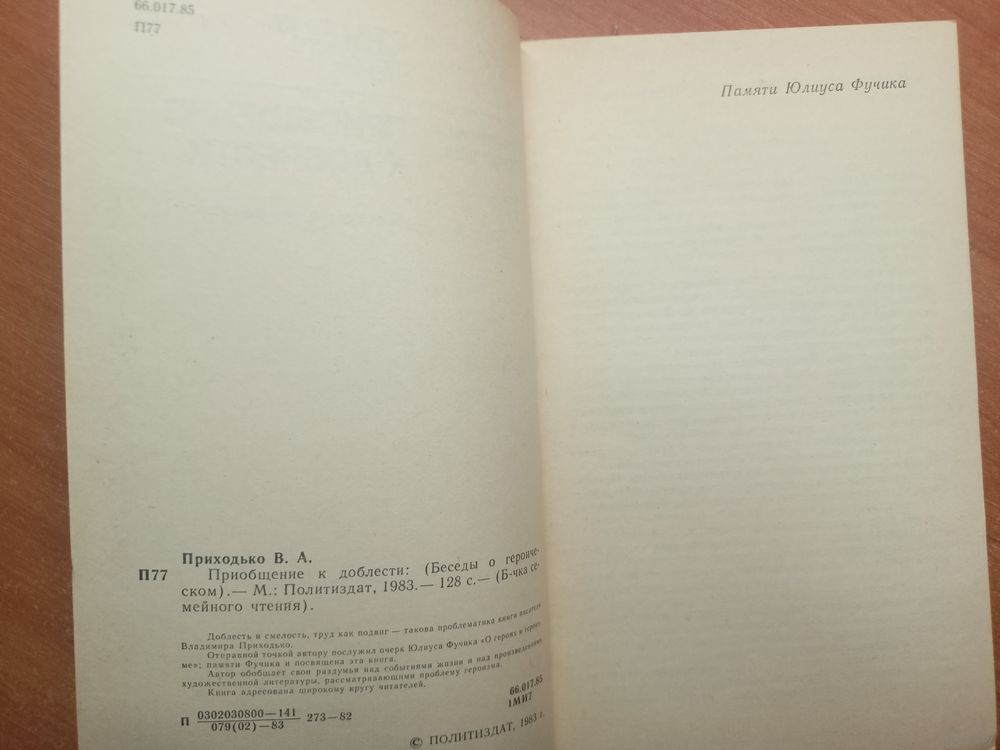 66.017.85
П77
Приходько В. А.
П77 Приобщение к доблести: (Беседы о героиче-
ском).— М.: Политиздат, 1983.— 128 с.— (Б-чка се-
мейного чтения).
Доблесть и смелость, труд как подвиг — такова проблематика книги писателя
Владимира Приходько.
Отправной точкой автору послужил очерк Юлиуса Фучика «О героях и героиз-
ме»; памяти Фучика и посвящена эта книга.
Автор обобщает свои раздумья над событиями жизни и над произведениями
художественной литературы, рассматривающими проблему героизма.
Книга адресована широкому кругу читателей.
П 0302030800—141
079(02)—83 273—82
66.017.85
1МИ7
© ПОЛИТИЗДАТ, 1983 г.
Памяти Юлиуса Фучика